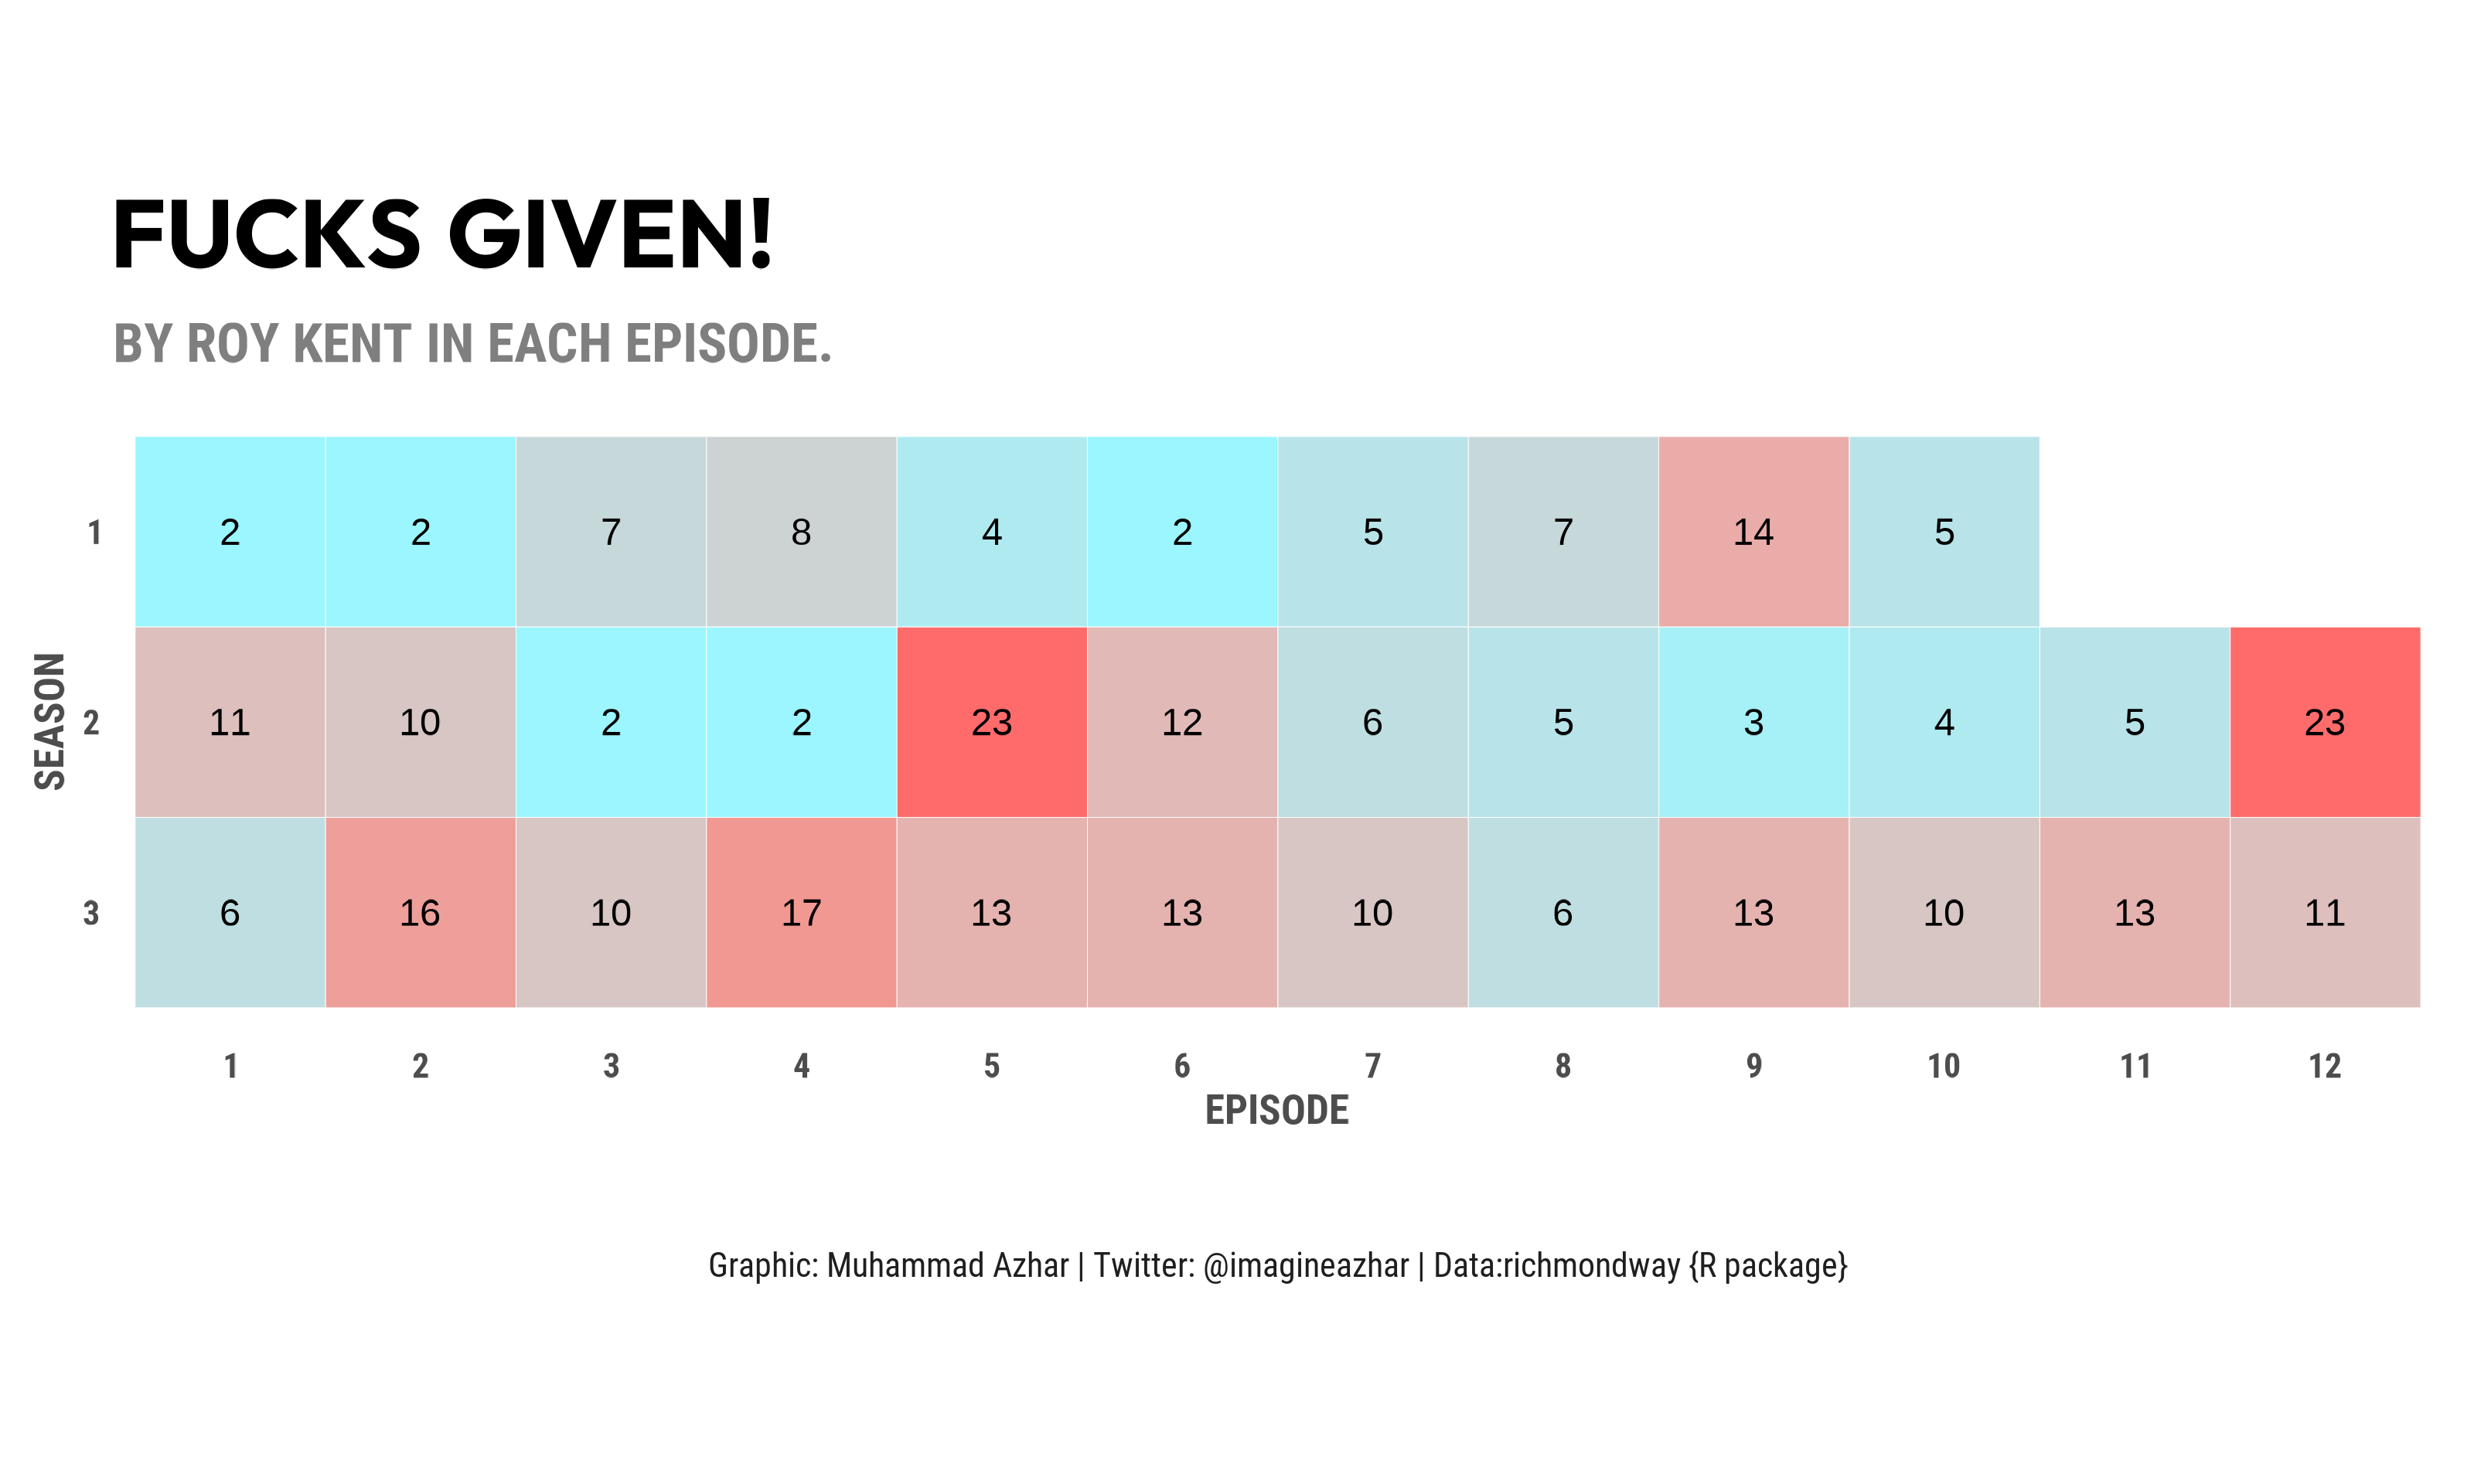 FUCKS GIVEN!
BY ROY KENT IN EACH EPISODE.
SEASON
1 2 2 7 8 4 2 5 7 14 5
2 11 10 2 2 23 12 6 5 3 4 5 23
3 6 16 10 17 13 13 10 6 13 10 13 11
1 2 3 4 5 6 7 8 9 10 11 12
EPISODE
Graphic: Muhammad Azhar | Twitter: @imagineazhar | Data:richmondway {R package}